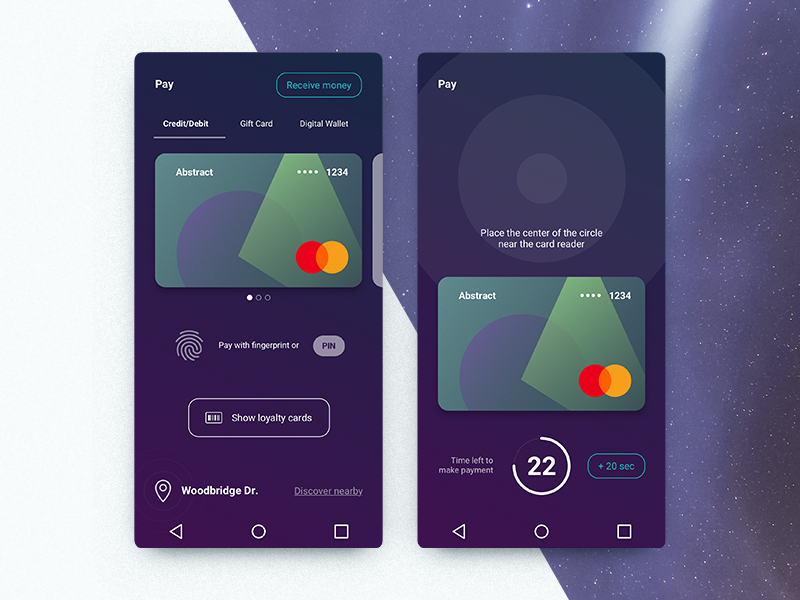 Pay
Receive money
Credit/Debit
Gift Card
Digital Wallet
Abstract
•••• 1234
Pay with fingerprint or
PIN
Show loyalty cards
Woodbridge Dr.
Discover nearby
Pay
Place the center of the circle
near the card reader
Abstract
•••• 1234
Time left to
make payment
22
+ 20 sec